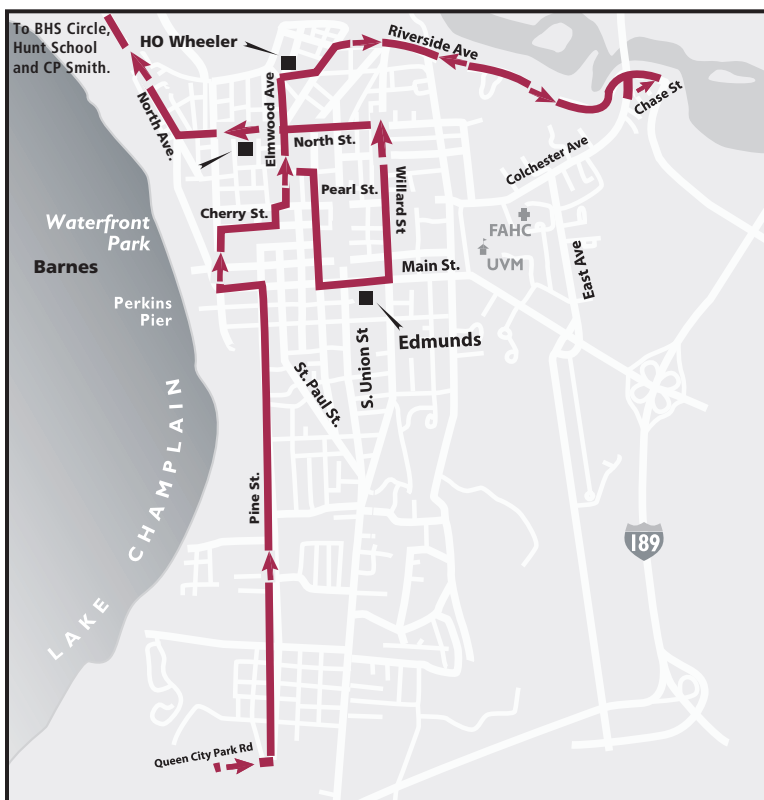 To BHS Circle,
Hunt School
and CP Smith.
HO Wheeler
Riverside Ave
Chase St
North Ave.
Elmwood Ave
North St.
Colchester Ave
Pearl St.
Willard St
Cherry St.
Waterfront
Park
FAHC
UVM
Barnes
Main St.
East Ave
Perkins
Pier
Edmunds
S. Union St
St. Paul St.
LAKE CHAMPLAIN
Pine St.
189
Queen City Park Rd